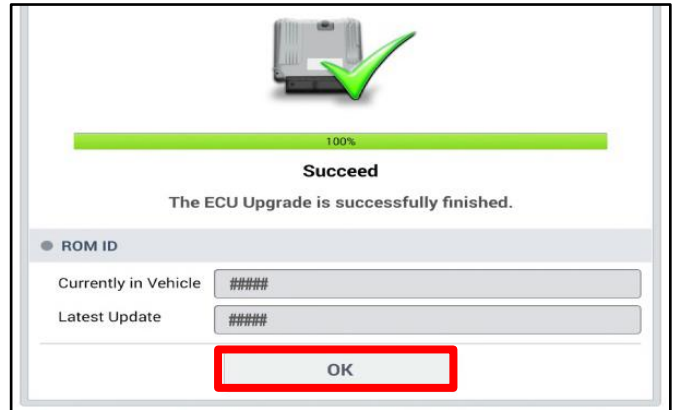 100%
Succeed
The ECU Upgrade is successfully finished.
ROM ID
Currently in Vehicle #####
Latest Update #####
OK